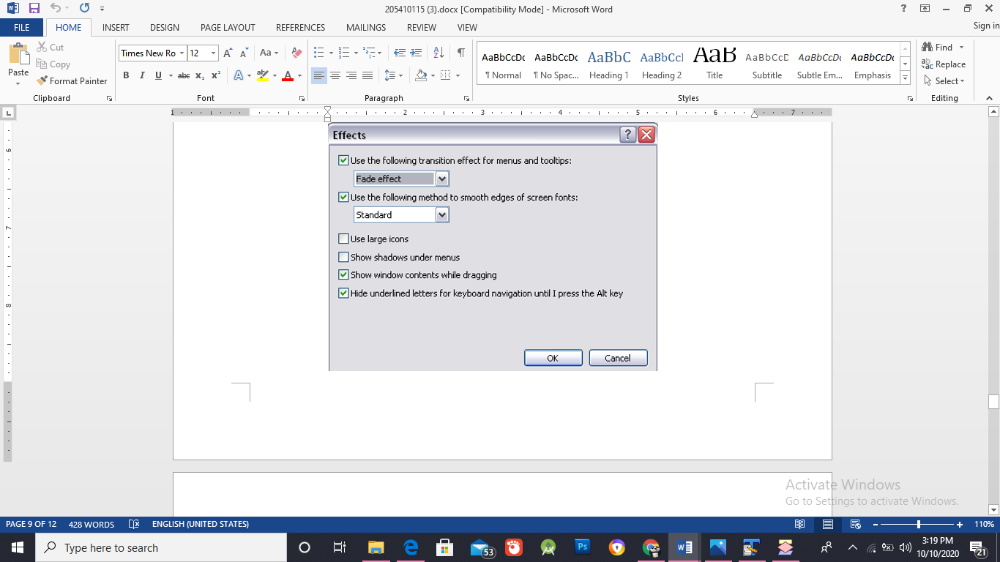 205410115 (3).docx [Compatibility Mode] - Microsoft Word
FILE HOME INSERT DESIGN PAGE LAYOUT REFERENCES MAILINGS REVIEW VIEW Sign in
Paste
Cut
Copy
Format Painter
Clipboard
Times New Ro 12
Aa
B I U abc x2 x2 A ab A
Font
Paragraph
AaBbCcDc AaBbCcDc AaBbC AaBbCcI AaB AaBbCcD AaBbCcDc AaBbCcDc
¶ Normal ¶ No Spac... Heading 1 Heading 2 Title Subtitle Subtle Em... Emphasis
Styles
Find
Replace
Select
Editing
1 2 3 4 5 6 7
6
7
8
Effects
Use the following transition effect for menus and tooltips:
Fade effect
Use the following method to smooth edges of screen fonts:
Standard
Use large icons
Show shadows under menus
Show window contents while dragging
Hide underlined letters for keyboard navigation until I press the Alt key
OK Cancel
Activate Windows
Go to Settings to activate Windows.
PAGE 9 OF 12 428 WORDS ENGLISH (UNITED STATES) 110%
Type here to search
53
Ps
3:19 PM
10/10/2020
21